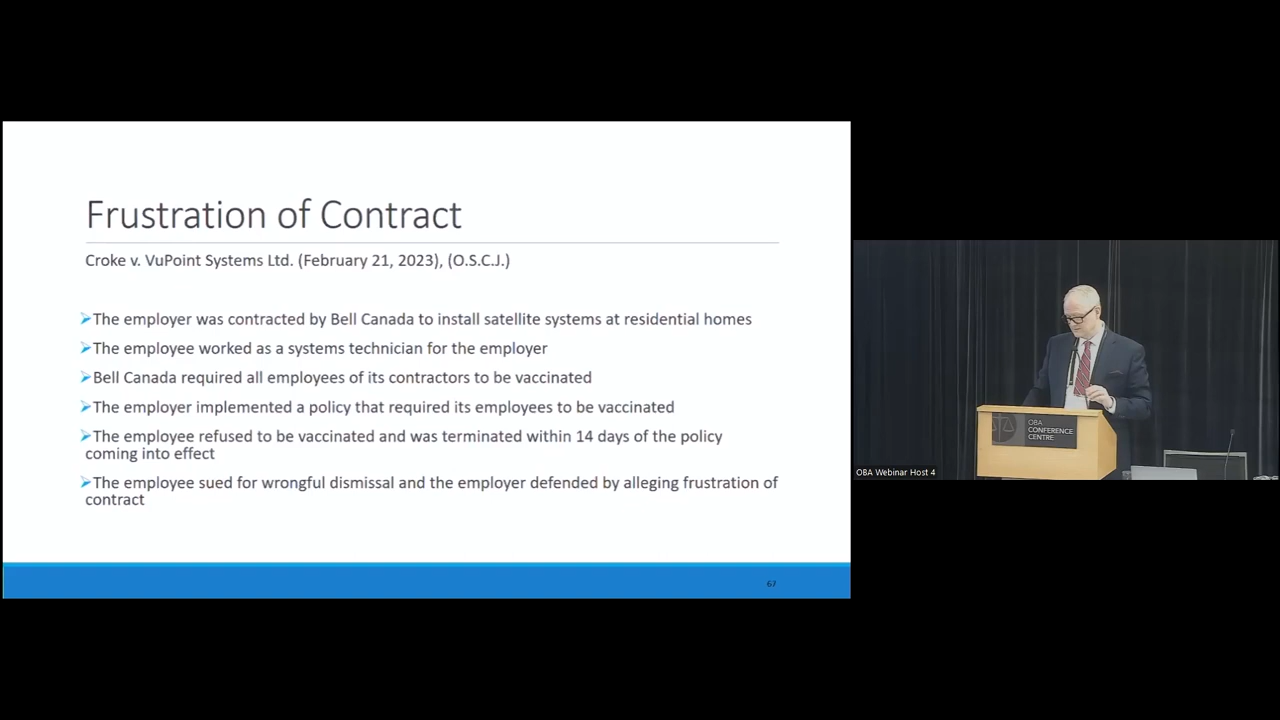 Frustration of Contract
Croke v. VuPoint Systems Ltd. (February 21, 2023), (O.S.C.J.)
➢The employer was contracted by Bell Canada to install satellite systems at residential homes
➢The employee worked as a systems technician for the employer
➢Bell Canada required all employees of its contractors to be vaccinated
➢The employer implemented a policy that required its employees to be vaccinated
➢The employee refused to be vaccinated and was terminated within 14 days of the policy
coming into effect
➢The employee sued for wrongful dismissal and the employer defended by alleging frustration of
contract
67
OBA
CONFERENCE
CENTRE
OBA Webinar Host 4